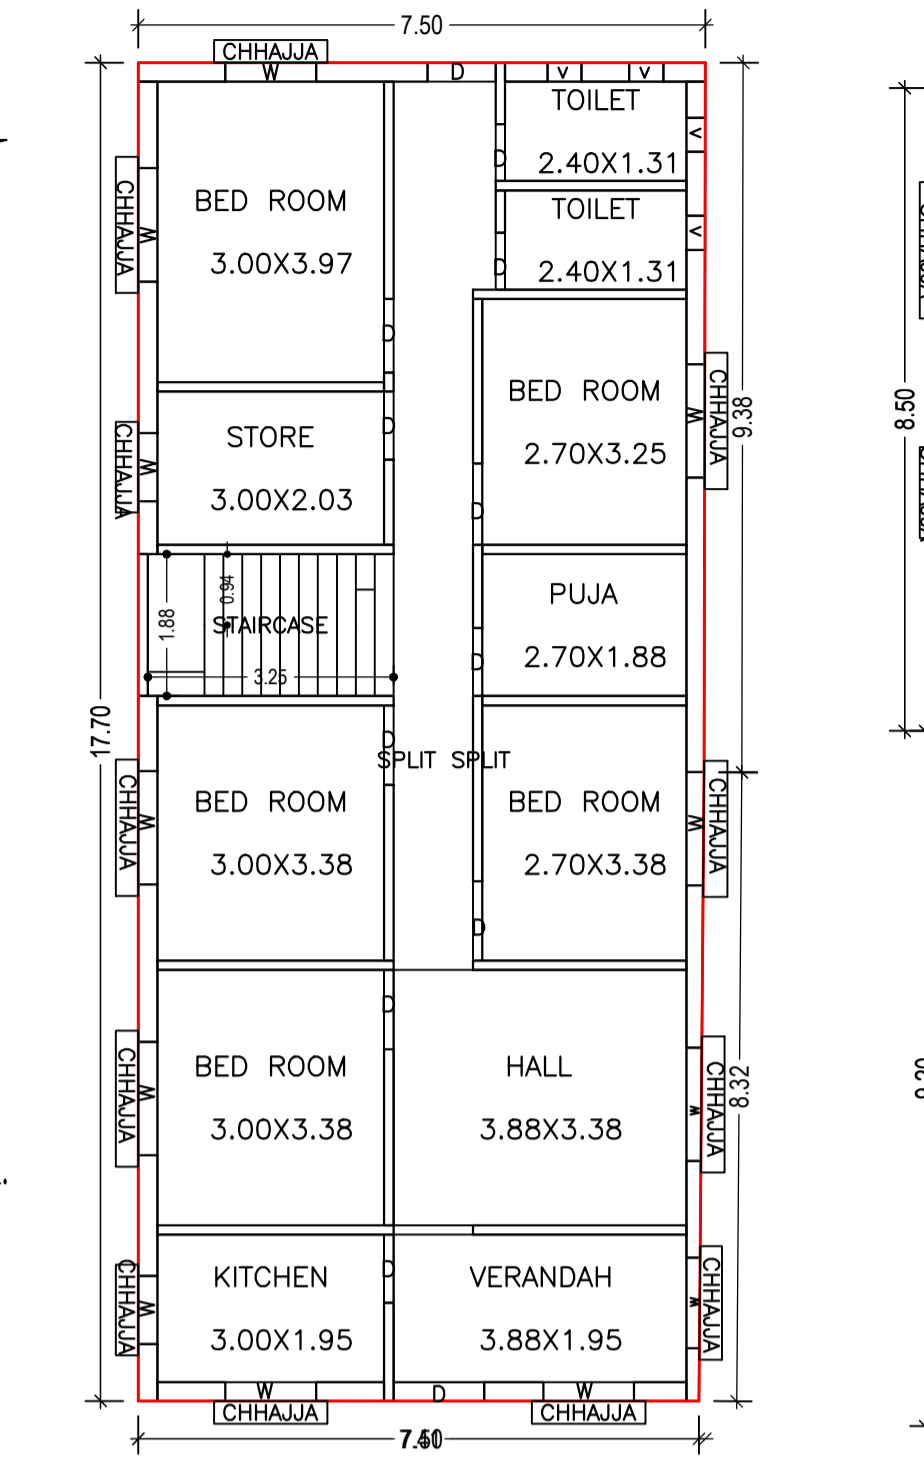 7.50
CHHAJJA
W
D
V
V
TOILET
2.40X1.31
V
D
BED ROOM
3.00X3.97
CHHAJJA
W
TOILET
2.40X1.31
V
D
D
BED ROOM
2.70X3.25
W
CHHAJJA
9.38
8.50
D
STORE
3.00X2.03
CHHAJJA
W
D
0.94
1.88
STAIRCASE
3.25
PUJA
2.70X1.88
D
17.70
D
SPLIT SPLIT
BED ROOM
3.00X3.38
CHHAJJA
W
BED ROOM
2.70X3.38
W
CHHAJJA
D
D
BED ROOM
3.00X3.38
CHHAJJA
W
HALL
3.88X3.38
W
CHHAJJA
8.32
KITCHEN
3.00X1.95
CHHAJJA
W
D
VERANDAH
3.88X1.95
W
CHHAJJA
W
D
W
CHHAJJA
CHHAJJA